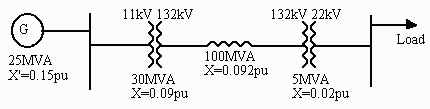 11kV 132kV
132kV 22kV
G
Load
25MVA
X'=0.15pu
30MVA
X=0.09pu
100MVA
X=0.092pu
5MVA
X=0.02pu